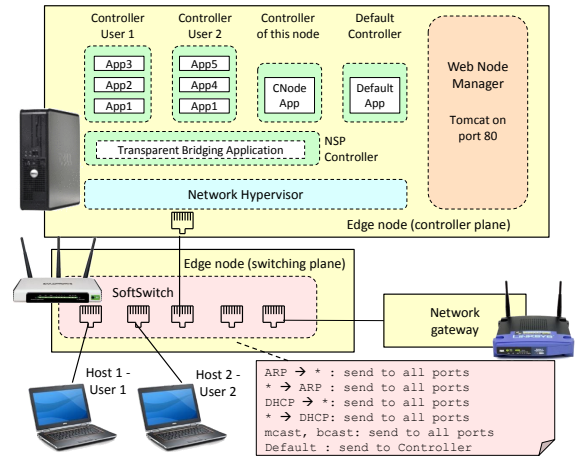 Controller
User 1
Controller
User 2
Controller
of this node
Default
Controller
App3
App2
App1
App5
App4
App1
CNode
App
Default
App
Web Node
Manager
Tomcat on
port 80
Transparent Bridging Application
NSP
Controller
Network Hypervisor
Edge node (controller plane)
Edge node (switching plane)
SoftSwitch
Network
gateway
LINKSYS
Host 1 -
User 1
Host 2 -
User 2
ARP → * : send to all ports
* → ARP : send to all ports
DHCP → *: send to all ports
* → DHCP: send to all ports
mcast, bcast: send to all ports
Default : send to Controller